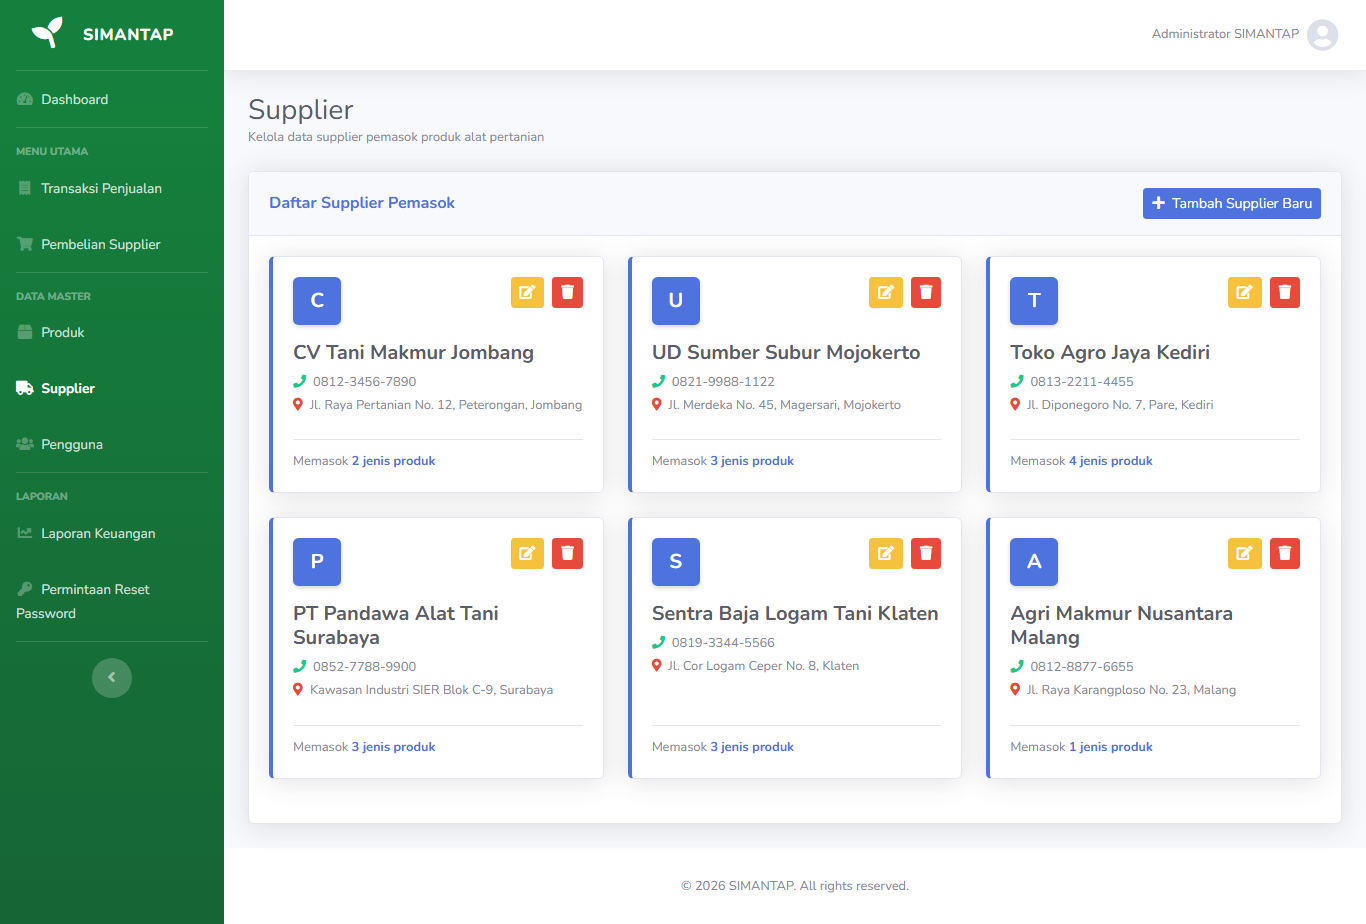 SIMANTAP
Administrator SIMANTAP
Dashboard
MENU UTAMA
Transaksi Penjualan
Pembelian Supplier
DATA MASTER
Produk
Supplier
Pengguna
LAPORAN
Laporan Keuangan
Permintaan Reset
Password
Supplier
Kelola data supplier pemasok produk alat pertanian
Daftar Supplier Pemasok
Tambah Supplier Baru
C
CV Tani Makmur Jombang
0812-3456-7890
Jl. Raya Pertanian No. 12, Peterongan, Jombang
Memasok 2 jenis produk
U
UD Sumber Subur Mojokerto
0821-9988-1122
Jl. Merdeka No. 45, Magersari, Mojokerto
Memasok 3 jenis produk
T
Toko Agro Jaya Kediri
0813-2211-4455
Jl. Diponegoro No. 7, Pare, Kediri
Memasok 4 jenis produk
P
PT Pandawa Alat Tani
Surabaya
0852-7788-9900
Kawasan Industri SIER Blok C-9, Surabaya
Memasok 3 jenis produk
S
Sentra Baja Logam Tani Klaten
0819-3344-5566
Jl. Cor Logam Ceper No. 8, Klaten
Memasok 3 jenis produk
A
Agri Makmur Nusantara
Malang
0812-8877-6655
Jl. Raya Karangploso No. 23, Malang
Memasok 1 jenis produk
© 2026 SIMANTAP. All rights reserved.